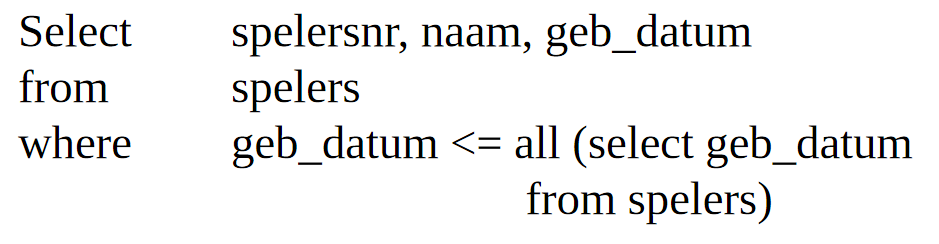 Select spelersnr, naam, geb_datum
from spelers
where geb_datum <= all (select geb_datum
from spelers)